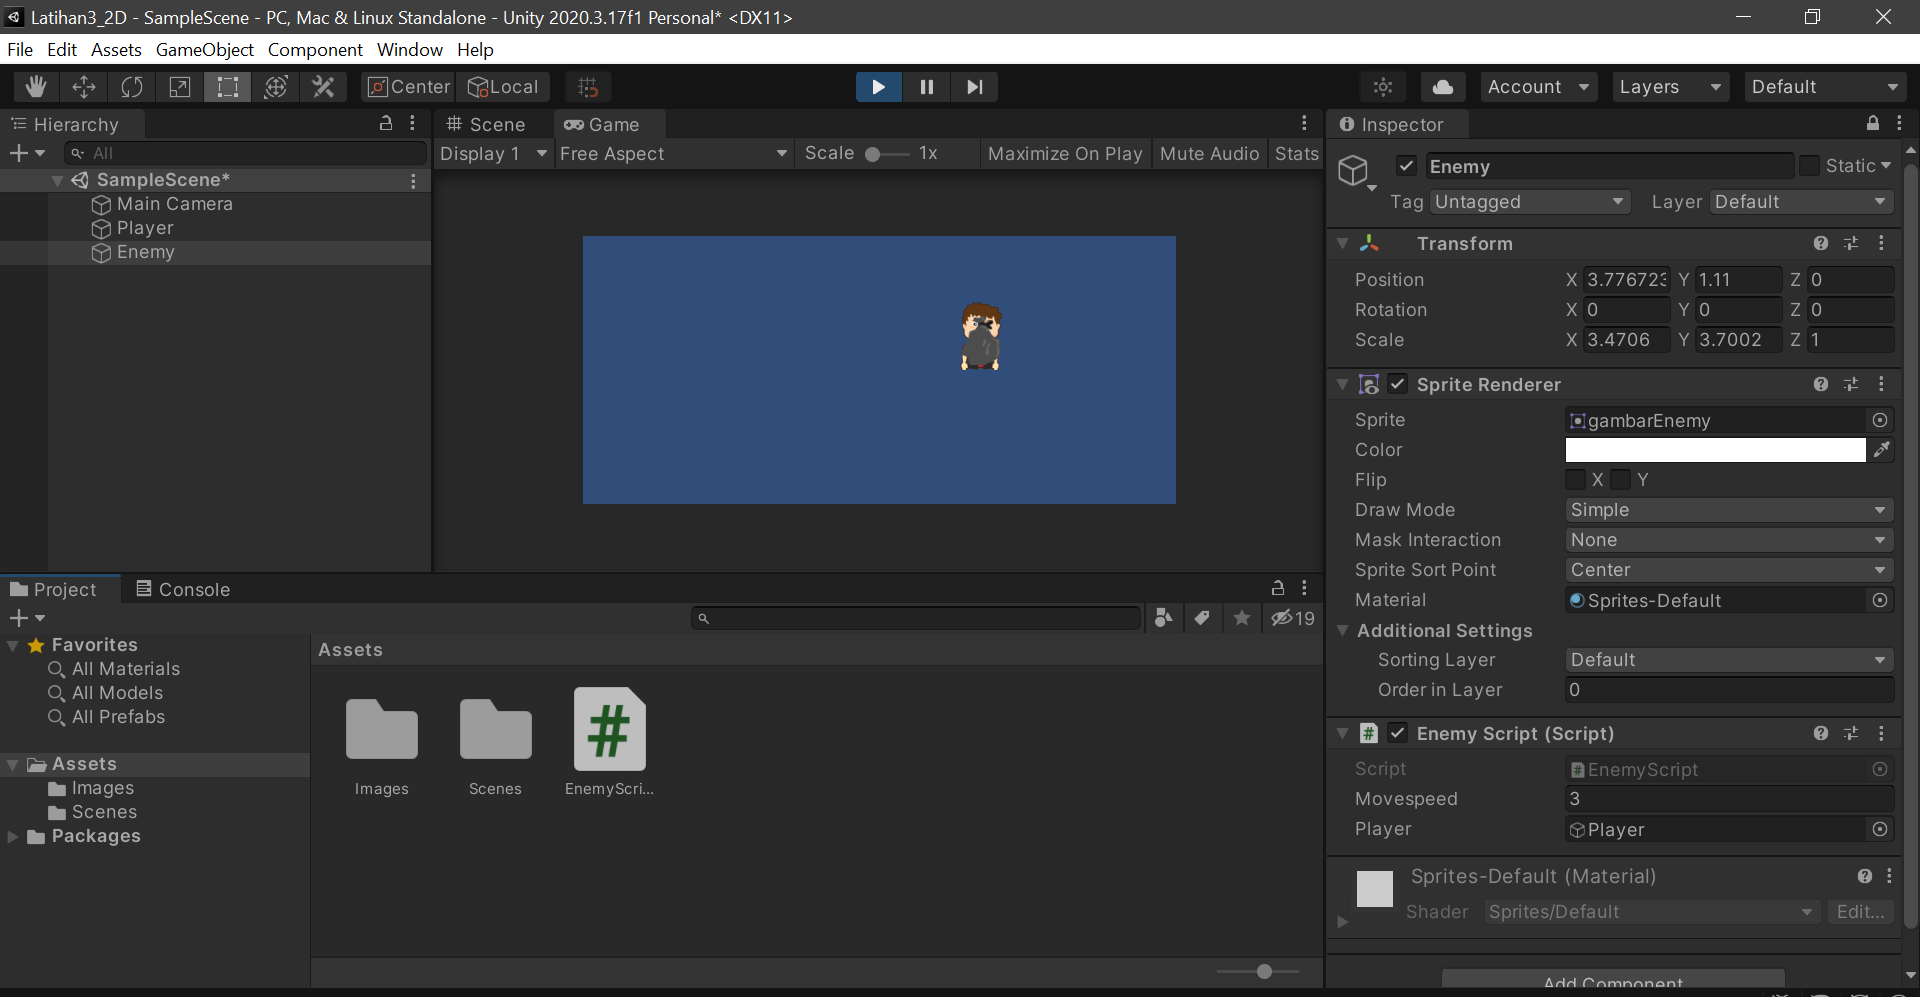 Latihan3_2D - SampleScene - PC, Mac & Linux Standalone - Unity 2020.3.17f1 Personal* <DX11>
File Edit Assets GameObject Component Window Help
Center Local Account Layers Default
Hierarchy
All
SampleScene*
Main Camera
Player
Enemy
Scene Game
Display 1 Free Aspect Scale 1x Maximize On Play Mute Audio Stats
Inspector
Enemy Static
Tag Untagged Layer Default
Transform
Position X 3.776723 Y 1.11 Z 0
Rotation X 0 Y 0 Z 0
Scale X 3.4706 Y 3.7002 Z 1
Sprite Renderer
Sprite gambarEnemy
Color
Flip X Y
Draw Mode Simple
Mask Interaction None
Sprite Sort Point Center
Material Sprites-Default
Additional Settings
Sorting Layer Default
Order in Layer 0
# Enemy Script (Script)
Script # EnemyScript
Movespeed 3
Player Player
Sprites-Default (Material)
Shader Sprites/Default Edit...
Add Component
Project Console
19
Favorites
All Materials
All Models
All Prefabs
Assets
Images
Scenes
Packages
Assets
#
Images Scenes EnemyScri...